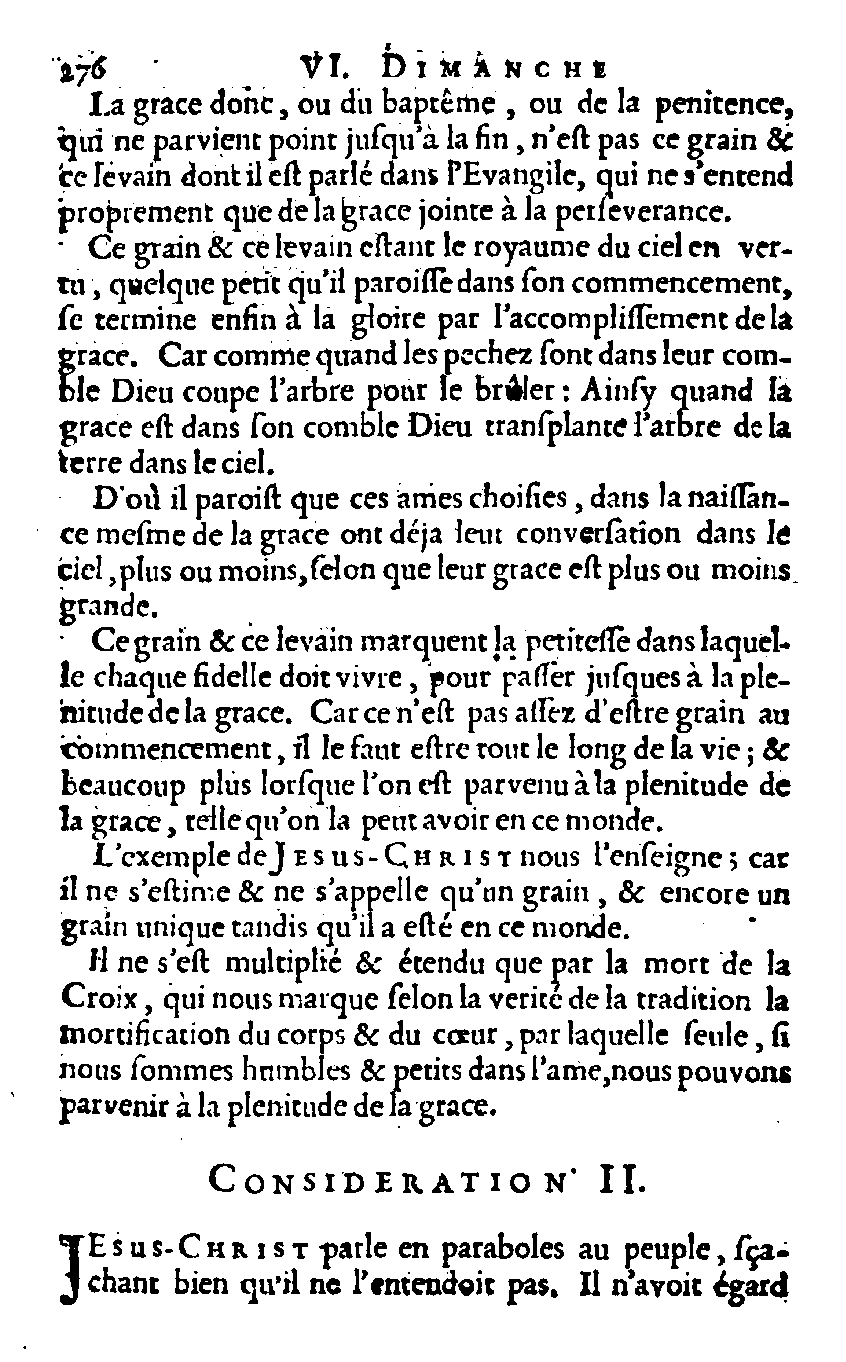 276 VI. DIMANCHE
La grace donc, ou du baptême, ou de la penitence,
qui ne parvient point juſqu'à la fin, n'eſt pas ce grain &
ce levain dont il eſt parlé dans l'Evangile, qui ne s'entend
proprement que de la grace jointe à la perſeverance.
Ce grain & ce levain eſtant le royaume du ciel en ver-
tu, quelque petit qu'il paroiſſe dans ſon commencement,
ſe termine enfin à la gloire par l'accompliſſement de la
grace. Car comme quand les pechez ſont dans leur com-
ble Dieu coupe l'arbre pour le brûler : Ainſy quand la
grace eſt dans ſon comble Dieu tranſplante l'arbre de la
terre dans le ciel.
D'où il paroiſt que ces ames choiſies, dans la naiſſan-
ce meſme de la grace ont déja leur converſation dans le
ciel, plus ou moins, ſelon que leur grace eſt plus ou moins
grande.
Ce grain & ce levain marquent la petiteſſe dans laquel-
le chaque fidelle doit vivre, pour paſſer juſques à la ple-
nitude de la grace. Car ce n'eſt pas aſſez d'eſtre grain au
commencement, il le faut eſtre tout le long de la vie ; &
beaucoup plus lorſque l'on eſt parvenu à la plenitude de
la grace, telle qu'on la peut avoir en ce monde.
L'exemple de JESUS-CHRIST nous l'enſeigne ; car
il ne s'eſtime & ne s'appelle qu'un grain, & encore un
grain unique tandis qu'il a eſté en ce monde.
Il ne s'eſt multiplié & étendu que par la mort de la
Croix, qui nous marque ſelon la verité de la tradition la
mortification du corps & du cœur, par laquelle ſeule, ſi
nous ſommes humbles & petits dans l'ame, nous pouvons
parvenir à la plenitude de la grace.
CONSIDERATION II.
JESUS-CHRIST parle en paraboles au peuple, ſça-
chant bien qu'il ne l'entendoit pas. Il n'avoit égard